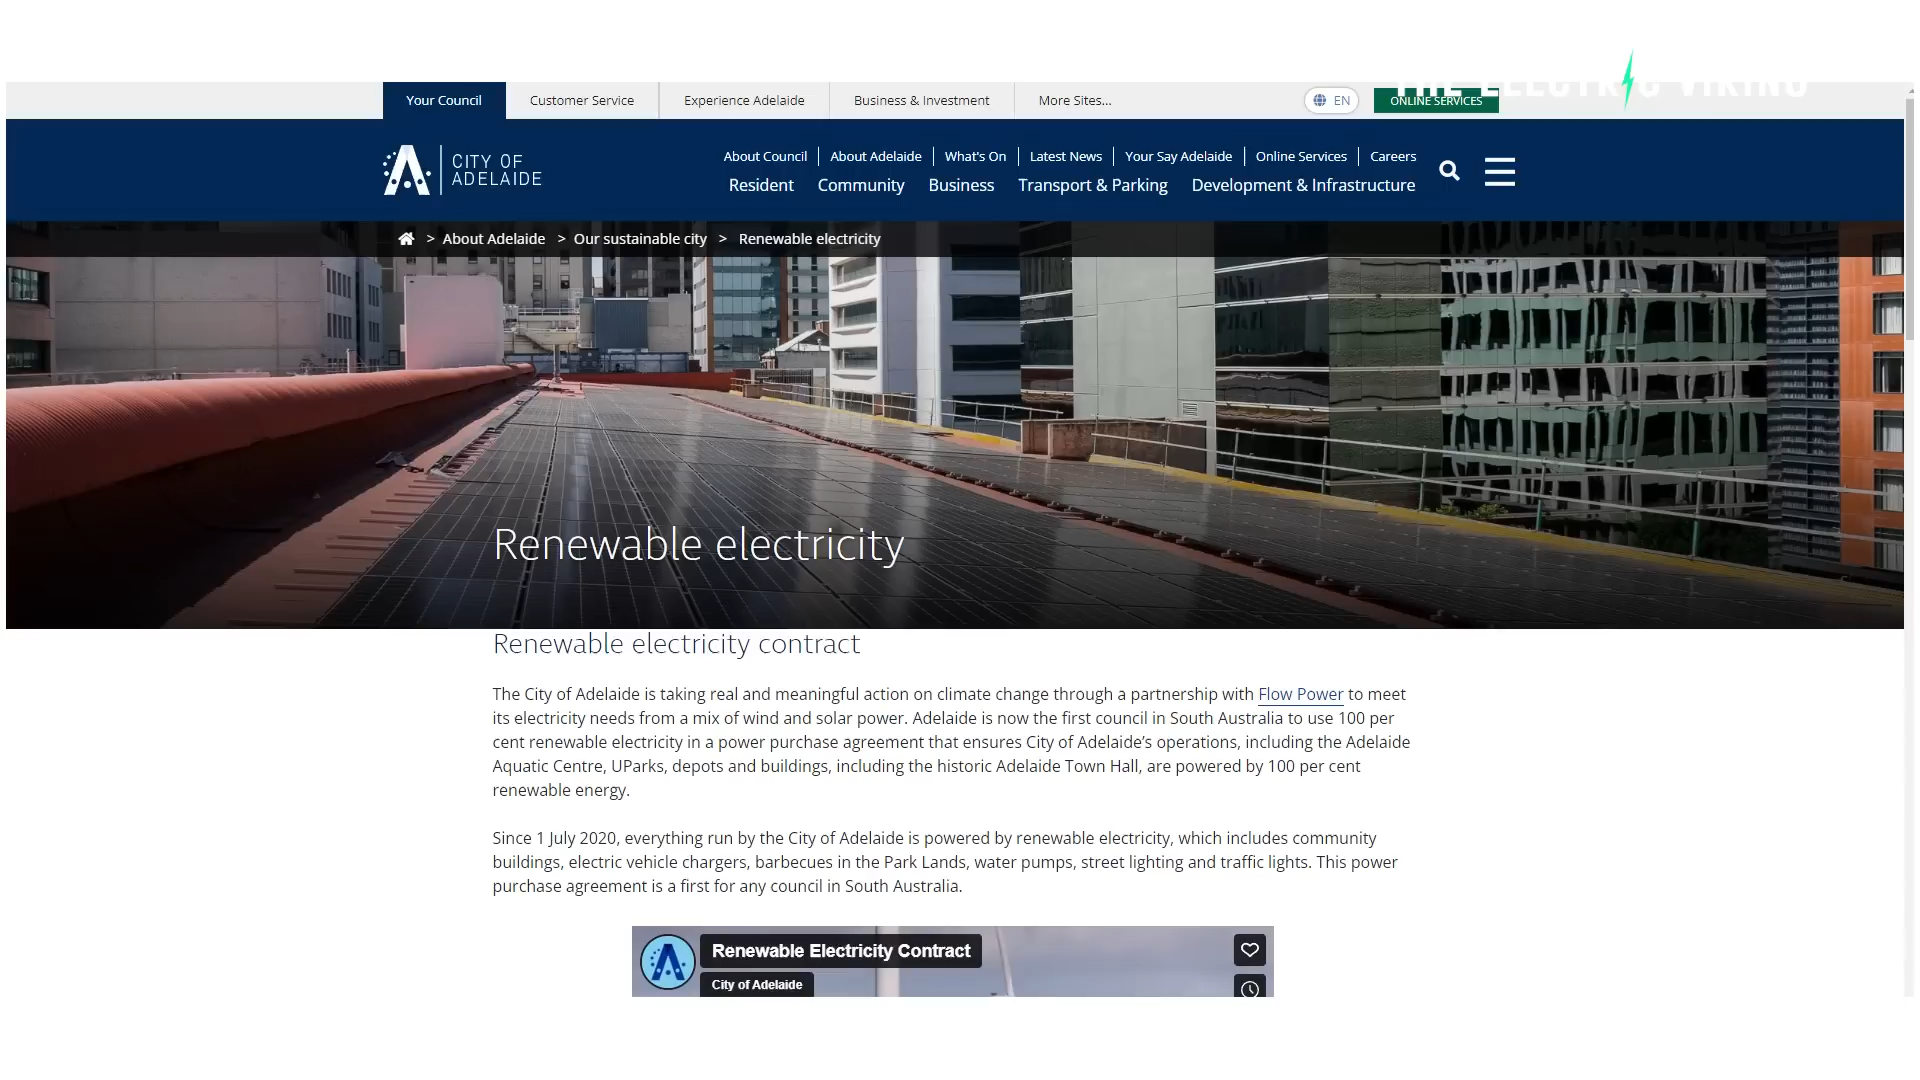 THE ELECTRIC VIKING
Your Council
Customer Service
Experience Adelaide
Business & Investment
More Sites...
EN
ONLINE SERVICES
CITY OF
ADELAIDE
About Council
About Adelaide
What's On
Latest News
Your Say Adelaide
Online Services
Careers
Resident
Community
Business
Transport & Parking
Development & Infrastructure
> About Adelaide > Our sustainable city > Renewable electricity
Renewable electricity
Renewable electricity contract
The City of Adelaide is taking real and meaningful action on climate change through a partnership with Flow Power to meet
its electricity needs from a mix of wind and solar power. Adelaide is now the first council in South Australia to use 100 per
cent renewable electricity in a power purchase agreement that ensures City of Adelaide’s operations, including the Adelaide
Aquatic Centre, UParks, depots and buildings, including the historic Adelaide Town Hall, are powered by 100 per cent
renewable energy.
Since 1 July 2020, everything run by the City of Adelaide is powered by renewable electricity, which includes community
buildings, electric vehicle chargers, barbecues in the Park Lands, water pumps, street lighting and traffic lights. This power
purchase agreement is a first for any council in South Australia.
Renewable Electricity Contract
City of Adelaide